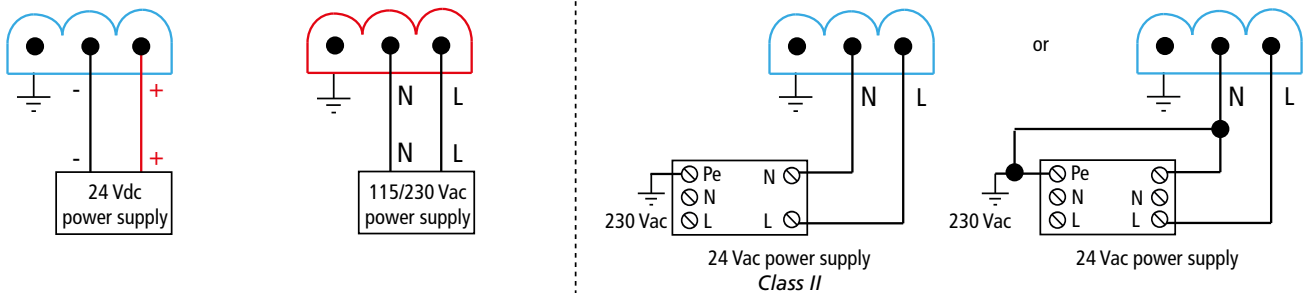 - +
- +
24 Vdc
power supply
N L
N L
115/230 Vac
power supply
N L
Pe N
N
L L
230 Vac
24 Vac power supply
Class II
or
N L
Pe
N N
L L
230 Vac
24 Vac power supply